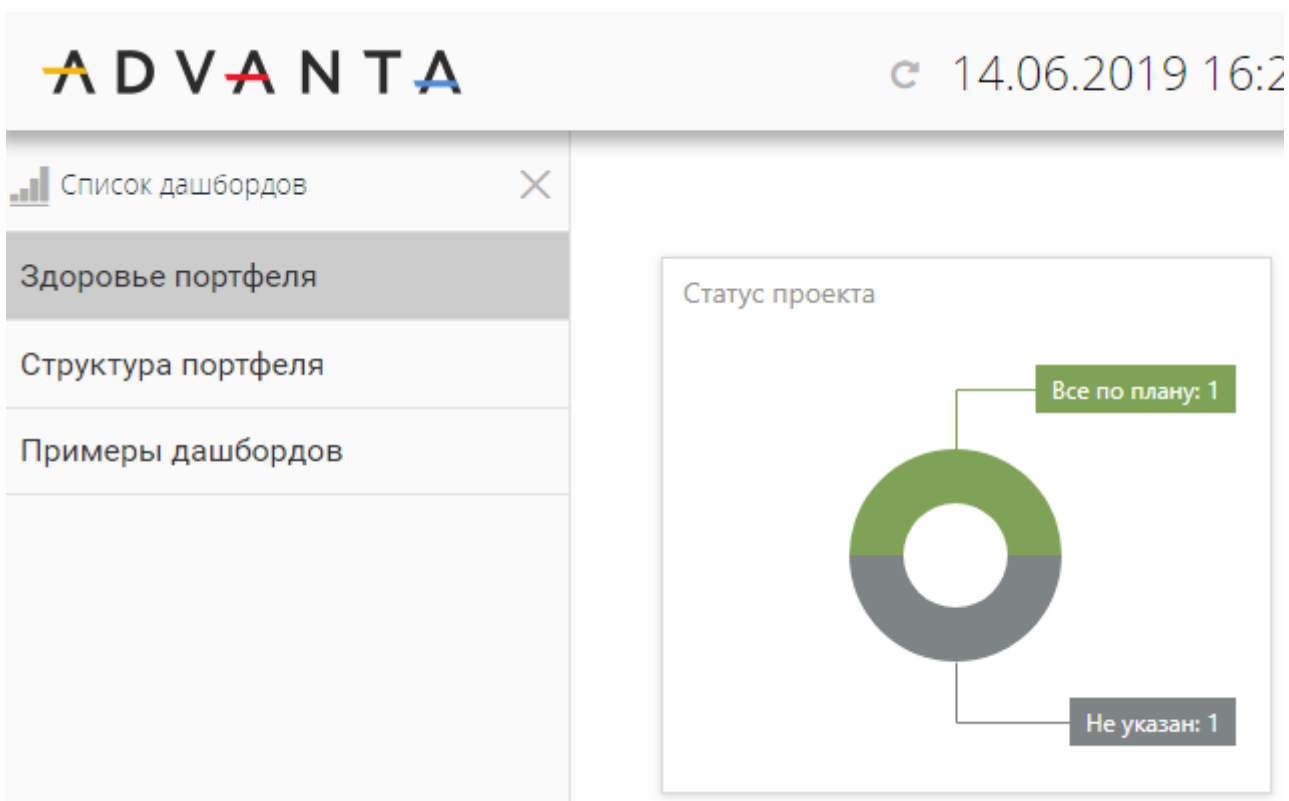 ADVANTA
14.06.2019 16:2
Список дашбордов
Здоровье портфеля
Структура портфеля
Примеры дашбордов
Статус проекта
Все по плану: 1
Не указан: 1